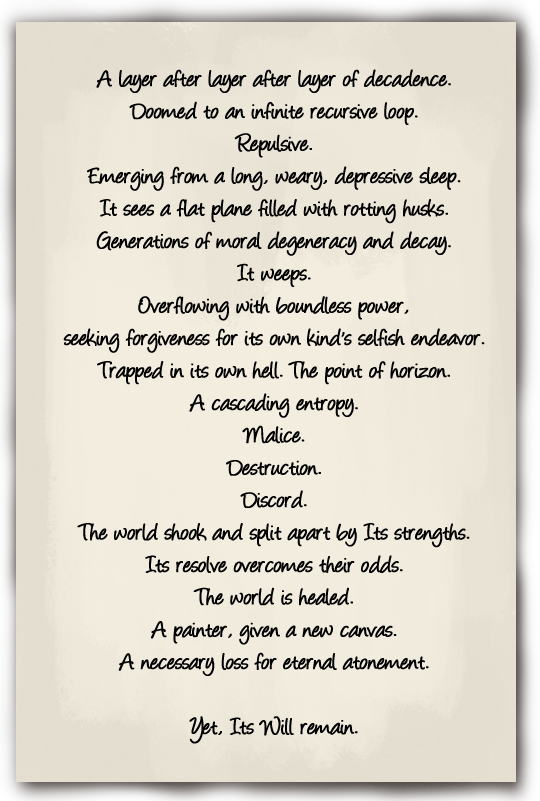 A layer after layer after layer of decadence.
Doomed to an infinite recursive loop.
Repulsive.
Emerging from a long, weary, depressive sleep.
It sees a flat plane filled with rotting husks.
Generations of moral degeneracy and decay.
It weeps.
Overflowing with boundless power,
seeking forgiveness for its own kind's selfish endeavor.
Trapped in its own hell. The point of horizon.
A cascading entropy.
Malice.
Destruction.
Discord.
The world shook and split apart by Its strengths.
Its resolve overcomes their odds.
The world is healed.
A painter, given a new canvas.
A necessary loss for eternal atonement.
Yet, Its Will remain.